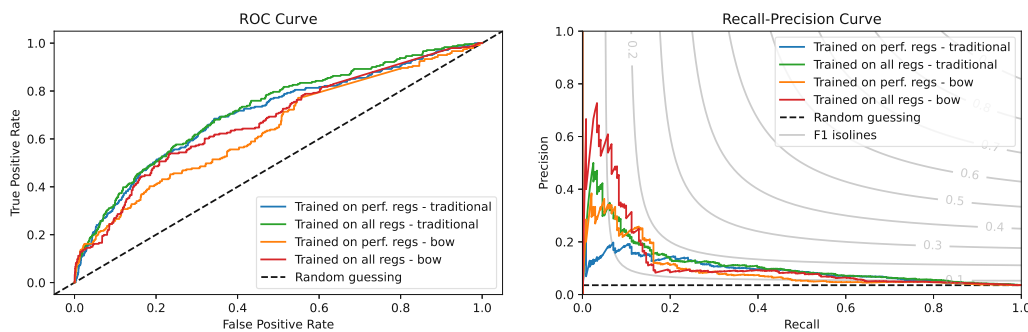 ROC Curve
1.0
0.8
0.6
0.4
0.2
0.0
True Positive Rate
0.0 0.2 0.4 0.6 0.8 1.0
False Positive Rate
Trained on perf. regs - traditional
Trained on all regs - traditional
Trained on perf. regs - bow
Trained on all regs - bow
Random guessing
Recall-Precision Curve
1.0
0.8
0.6
0.4
0.2
0.0
Precision
0.0 0.2 0.4 0.6 0.8 1.0
Recall
Trained on perf. regs - traditional
Trained on all regs - traditional
Trained on perf. regs - bow
Trained on all regs - bow
Random guessing
F1 isolines
0.2
0.6
0.5
0.4
0.3
0.1